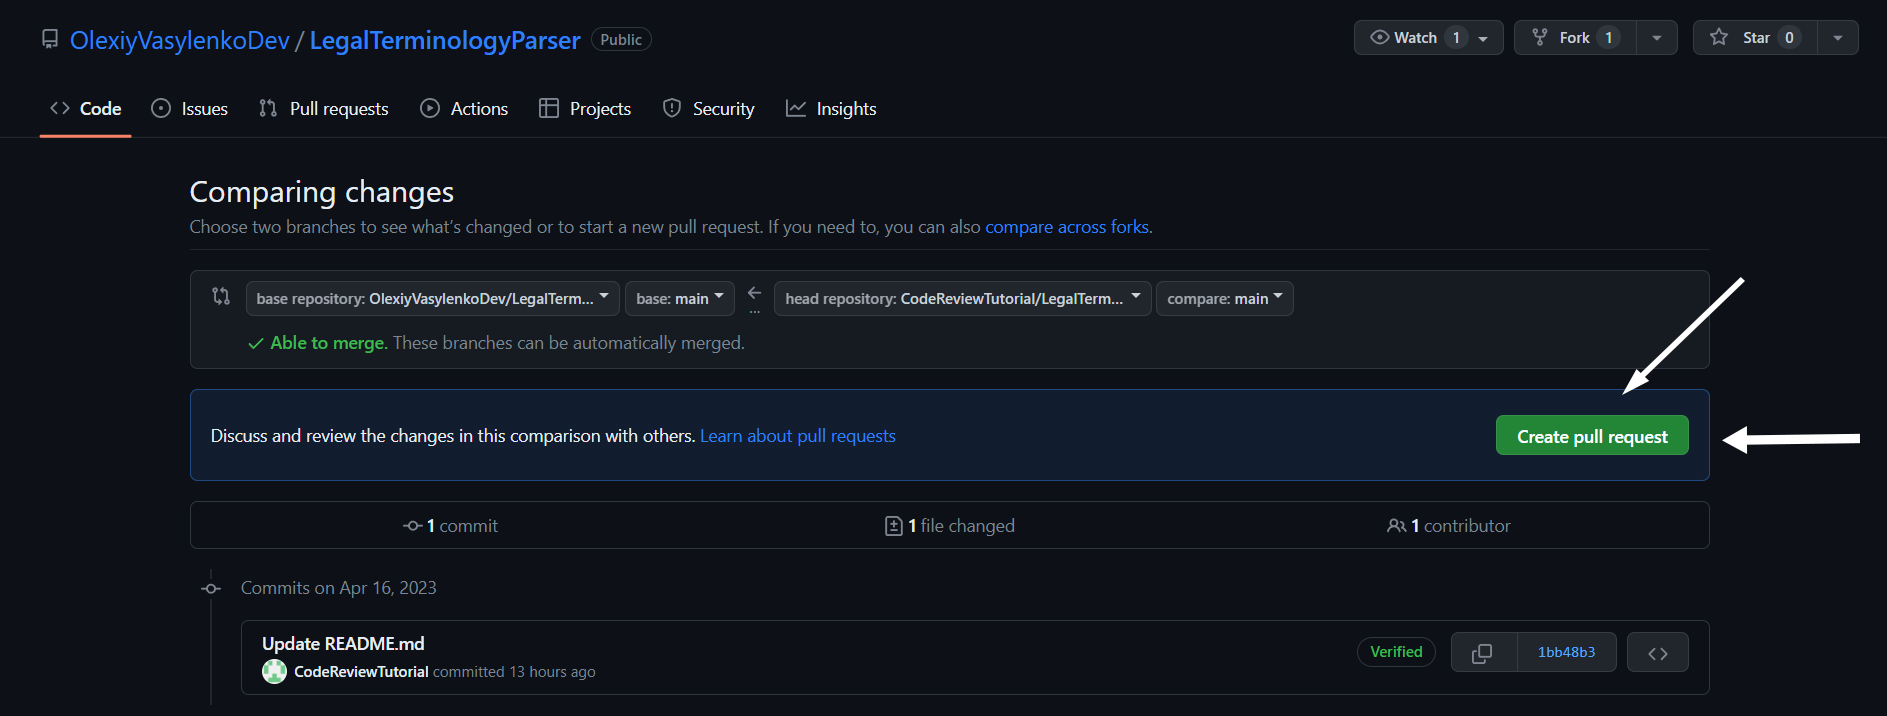 OlexiyVasylenkoDev / LegalTerminologyParser Public Watch 1 Fork 1 Star 0
Code Issues Pull requests Actions Projects Security Insights
Comparing changes
Choose two branches to see what's changed or to start a new pull request. If you need to, you can also compare across forks.
base repository: OlexiyVasylenkoDev/LegalTerm... base: main ... head repository: CodeReviewTutorial/LegalTerm... compare: main
Able to merge. These branches can be automatically merged.
Discuss and review the changes in this comparison with others. Learn about pull requests Create pull request
1 commit 1 file changed 1 contributor
Commits on Apr 16, 2023
Update README.md
CodeReviewTutorial committed 13 hours ago Verified 1bb48b3